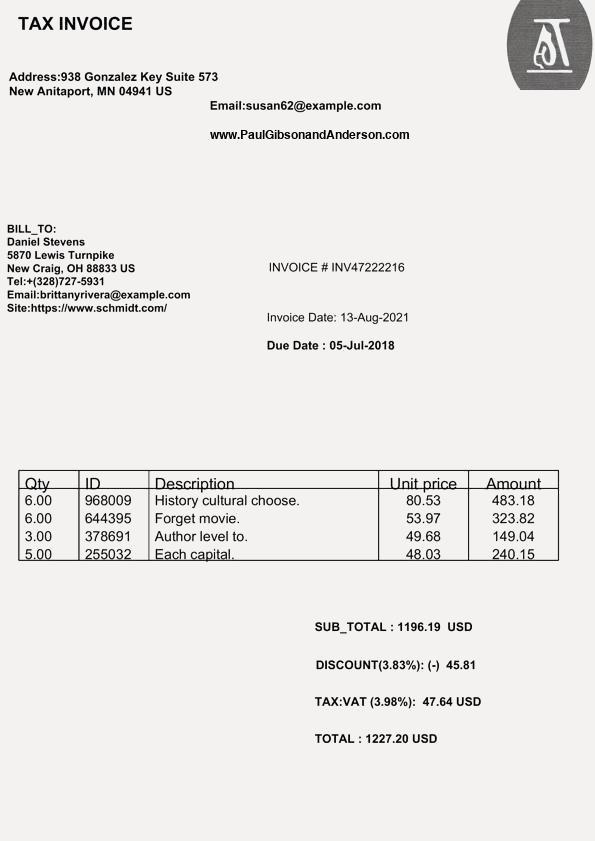 TAX INVOICE
Address:938 Gonzalez Key Suite 573
New Anitaport, MN 04941 US
Email:susan62@example.com
www.PaulGibsonandAnderson.com
BILL_TO:
Daniel Stevens
5870 Lewis Turnpike
New Craig, OH 88833 US
Tel:+(328)727-5931
Email:brittanyrivera@example.com
Site:https://www.schmidt.com/
INVOICE # INV47222216
Invoice Date: 13-Aug-2021
Due Date : 05-Jul-2018
Qty ID Description Unit price Amount
6.00 968009 History cultural choose. 80.53 483.18
6.00 644395 Forget movie. 53.97 323.82
3.00 378691 Author level to. 49.68 149.04
5.00 255032 Each capital. 48.03 240.15
SUB_TOTAL : 1196.19 USD
DISCOUNT(3.83%): (-) 45.81
TAX:VAT (3.98%): 47.64 USD
TOTAL : 1227.20 USD